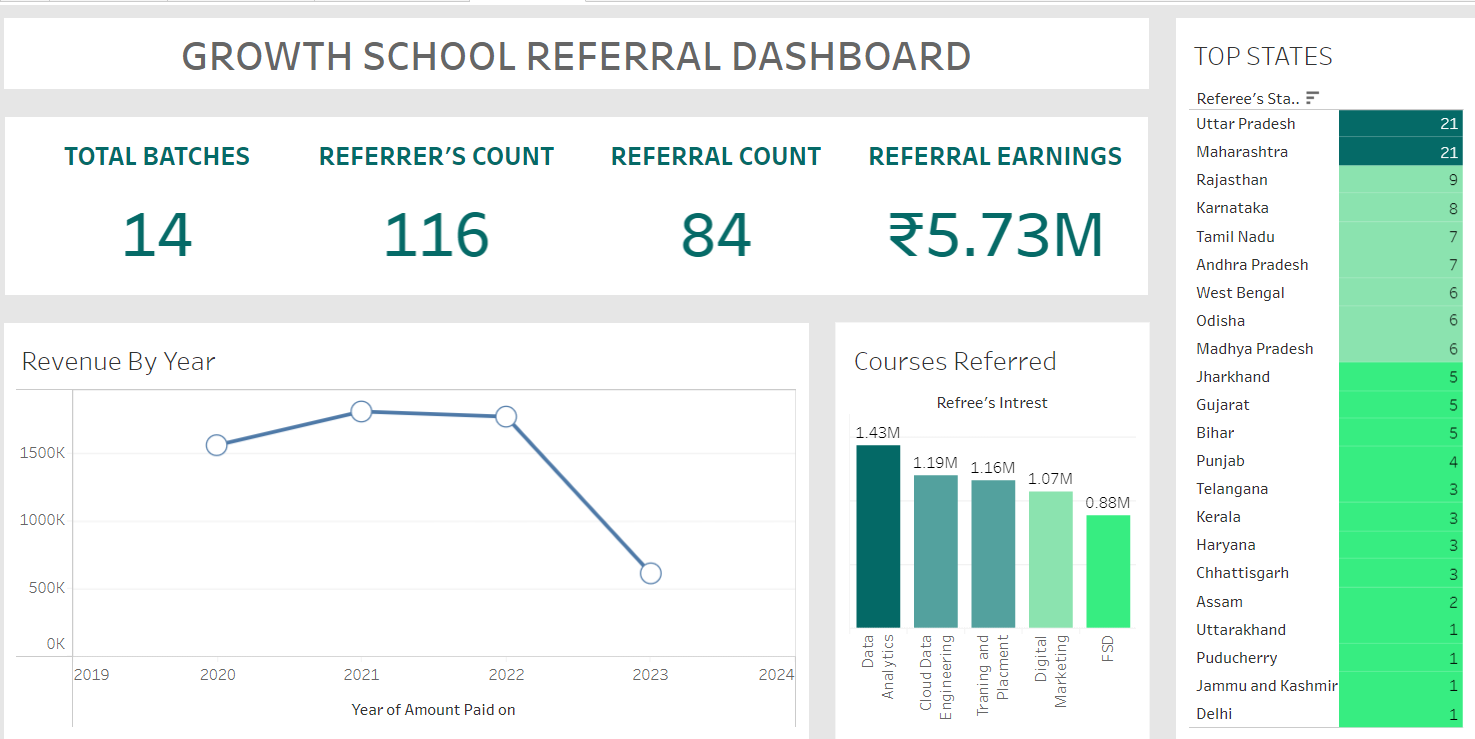 GROWTH SCHOOL REFERRAL DASHBOARD
TOTAL BATCHES
14
REFERRER'S COUNT
116
REFERRAL COUNT
84
REFERRAL EARNINGS
₹5.73M
Revenue By Year
1500K
1000K
500K
0K
2019 2020 2021 2022 2023 2024
Year of Amount Paid on
Courses Referred
Refree's Intrest
1.43M
1.19M
1.16M
1.07M
0.88M
Data
Analytics
Cloud Data
Engineering
Traning and
Placment
Digital
Marketing
FSD
TOP STATES
Referee's Sta..
Uttar Pradesh 21
Maharashtra 21
Rajasthan 9
Karnataka 8
Tamil Nadu 7
Andhra Pradesh 7
West Bengal 6
Odisha 6
Madhya Pradesh 6
Jharkhand 5
Gujarat 5
Bihar 5
Punjab 4
Telangana 3
Kerala 3
Haryana 3
Chhattisgarh 3
Assam 2
Uttarakhand 1
Puducherry 1
Jammu and Kashmir 1
Delhi 1